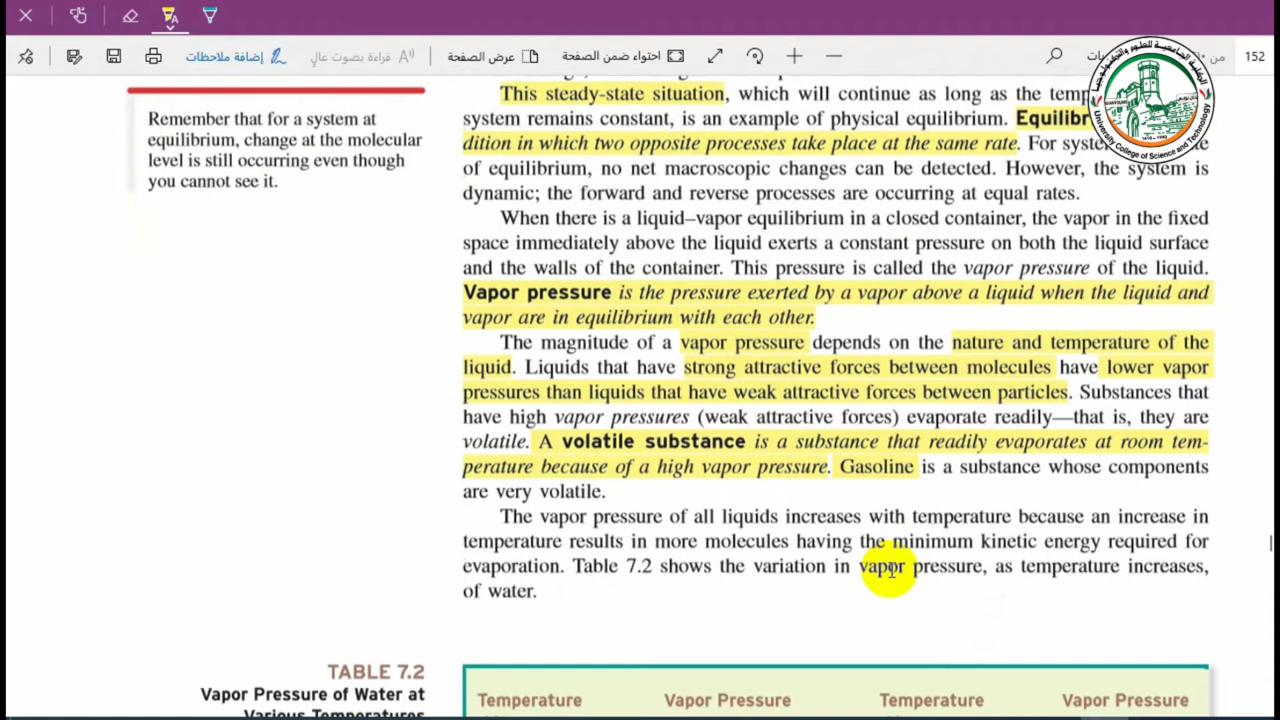 إضافة ملاحظات
قراءة بصوت عالٍ
عرض الصفحة
احتواء ضمن الصفحة
من
152
This steady-state situation, which will continue as long as the
system remains constant, is an example of physical equilibrium.
dition in which two opposite processes take place at the same rate. For
of equilibrium, no net macroscopic changes can be detected. However, the system is
dynamic; the forward and reverse processes are occurring at equal rates.
When there is a liquid–vapor equilibrium in a closed container, the vapor in the fixed
space immediately above the liquid exerts a constant pressure on both the liquid surface
and the walls of the container. This pressure is called the vapor pressure of the liquid.
Vapor pressure is the pressure exerted by a vapor above a liquid when the liquid and
vapor are in equilibrium with each other.
The magnitude of a vapor pressure depends on the nature and temperature of the
liquid. Liquids that have strong attractive forces between molecules have lower vapor
pressures than liquids that have weak attractive forces between particles. Substances that
have high vapor pressures (weak attractive forces) evaporate readily—that is, they are
volatile. A volatile substance is a substance that readily evaporates at room tem-
perature because of a high vapor pressure. Gasoline is a substance whose components
are very volatile.
The vapor pressure of all liquids increases with temperature because an increase in
temperature results in more molecules having the minimum kinetic energy required for
evaporation. Table 7.2 shows the variation in vapor pressure, as temperature increases,
of water.
Remember that for a system at
equilibrium, change at the molecular
level is still occurring even though
you cannot see it.
University College of Science and Technology
TABLE 7.2
Vapor Pressure of Water at
Various Temperatures
Temperature
Vapor Pressure
Temperature
Vapor Pressure